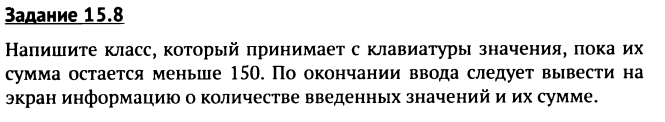 Задание 15.8
Напишите класс, который принимает с клавиатуры значения, пока их
сумма остается меньше 150. По окончании ввода следует вывести на
экран информацию о количестве введенных значений и их сумме.